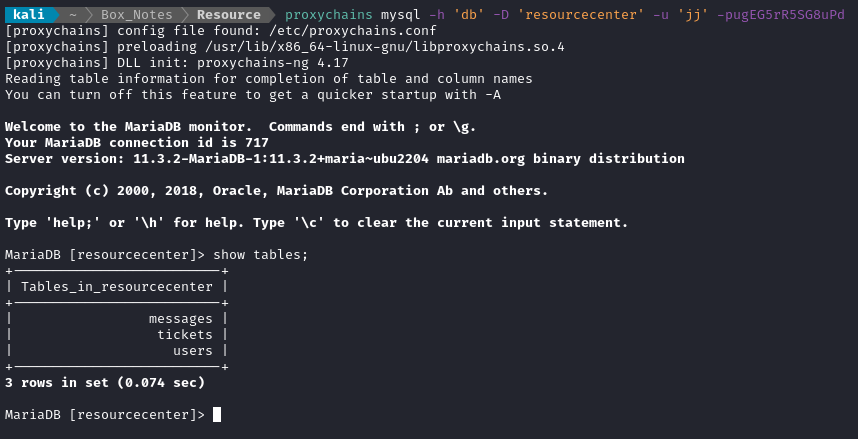 kali ~ Box_Notes Resource proxychains mysql -h 'db' -D 'resourcecenter' -u 'jj' -pugEG5rR5SG8uPd
[proxychains] config file found: /etc/proxychains.conf
[proxychains] preloading /usr/lib/x86_64-linux-gnu/libproxychains.so.4
[proxychains] DLL init: proxychains-ng 4.17
Reading table information for completion of table and column names
You can turn off this feature to get a quicker startup with -A
Welcome to the MariaDB monitor.  Commands end with ; or \g.
Your MariaDB connection id is 717
Server version: 11.3.2-MariaDB-1:11.3.2+maria~ubu2204 mariadb.org binary distribution
Copyright (c) 2000, 2018, Oracle, MariaDB Corporation Ab and others.
Type 'help;' or '\h' for help. Type '\c' to clear the current input statement.
MariaDB [resourcecenter]> show tables;
+--------------------------+
| Tables_in_resourcecenter |
+--------------------------+
|                 messages |
|                  tickets |
|                    users |
+--------------------------+
3 rows in set (0.074 sec)
MariaDB [resourcecenter]>